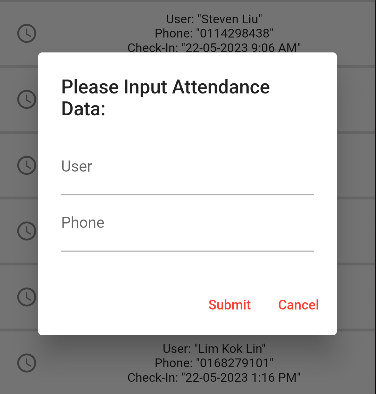 User: "Steven Liu"
Phone: "0114298438"
Check-In: "22-05-2023 9:06 AM"
Please Input Attendance
Data:
User
Phone
Submit Cancel
User: "Lim Kok Lin"
Phone: "0168279101"
Check-In: "22-05-2023 1:16 PM"